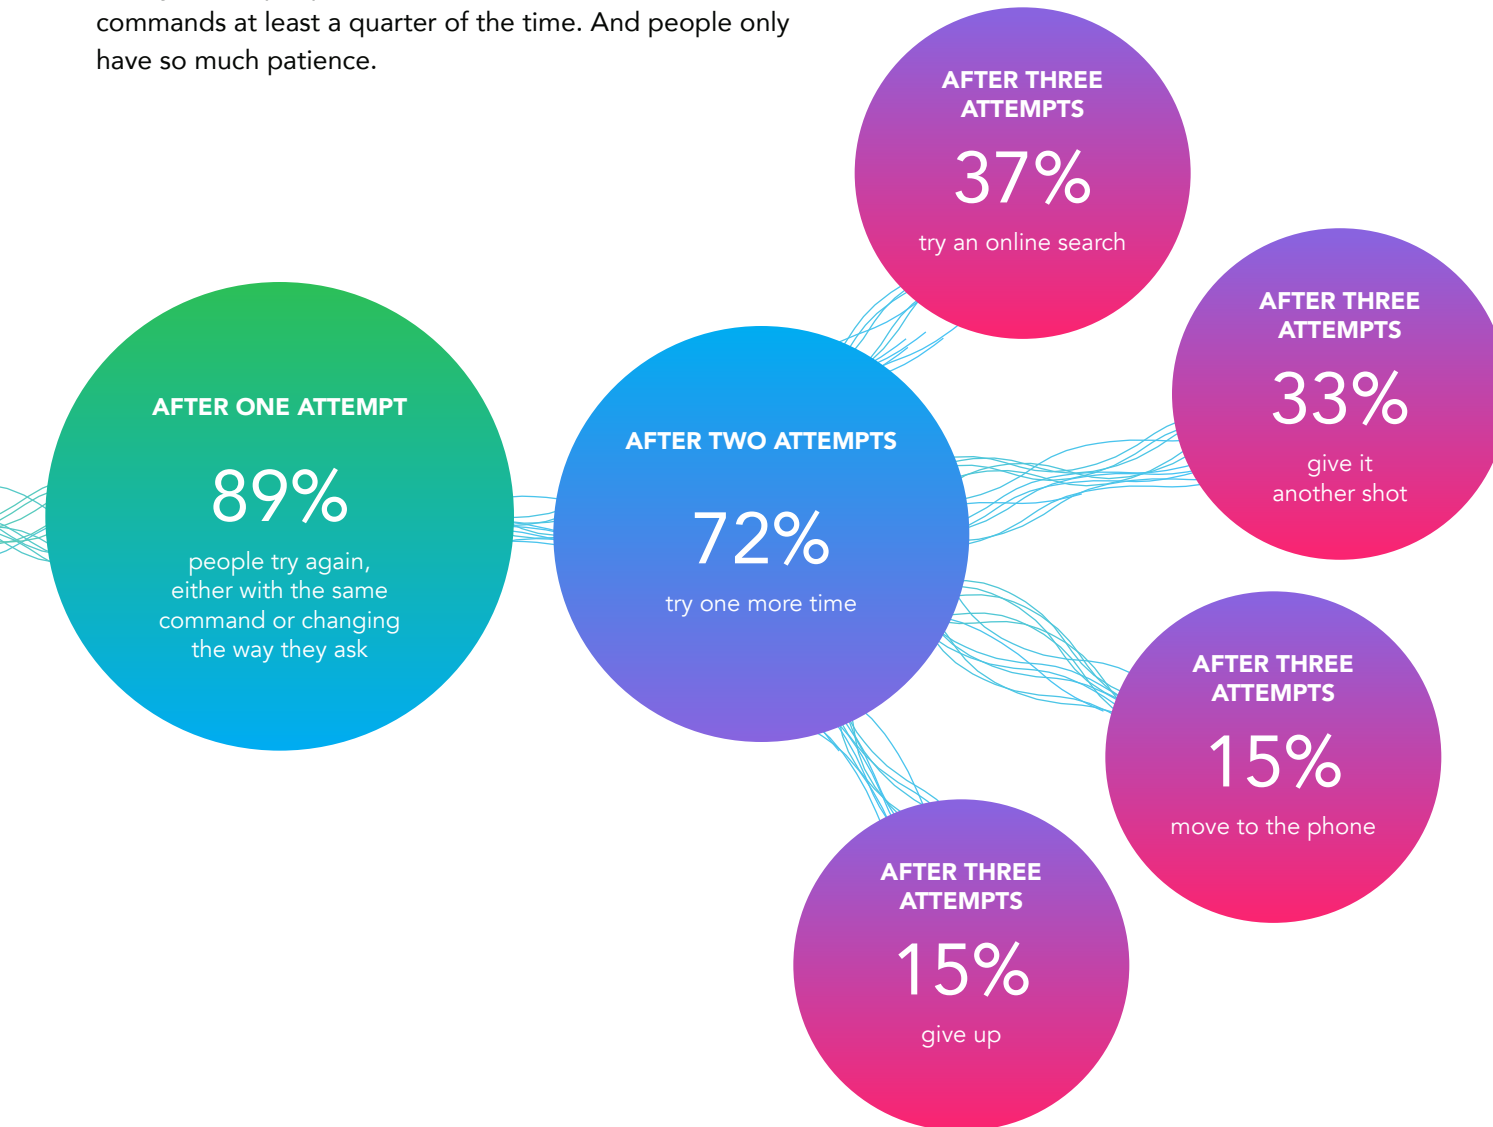 commands at least a quarter of the time. And people only
have so much patience.
AFTER ONE ATTEMPT
89%
people try again,
either with the same
command or changing
the way they ask
AFTER TWO ATTEMPTS
72%
try one more time
AFTER THREE
ATTEMPTS
37%
try an online search
AFTER THREE
ATTEMPTS
33%
give it
another shot
AFTER THREE
ATTEMPTS
15%
move to the phone
AFTER THREE
ATTEMPTS
15%
give up